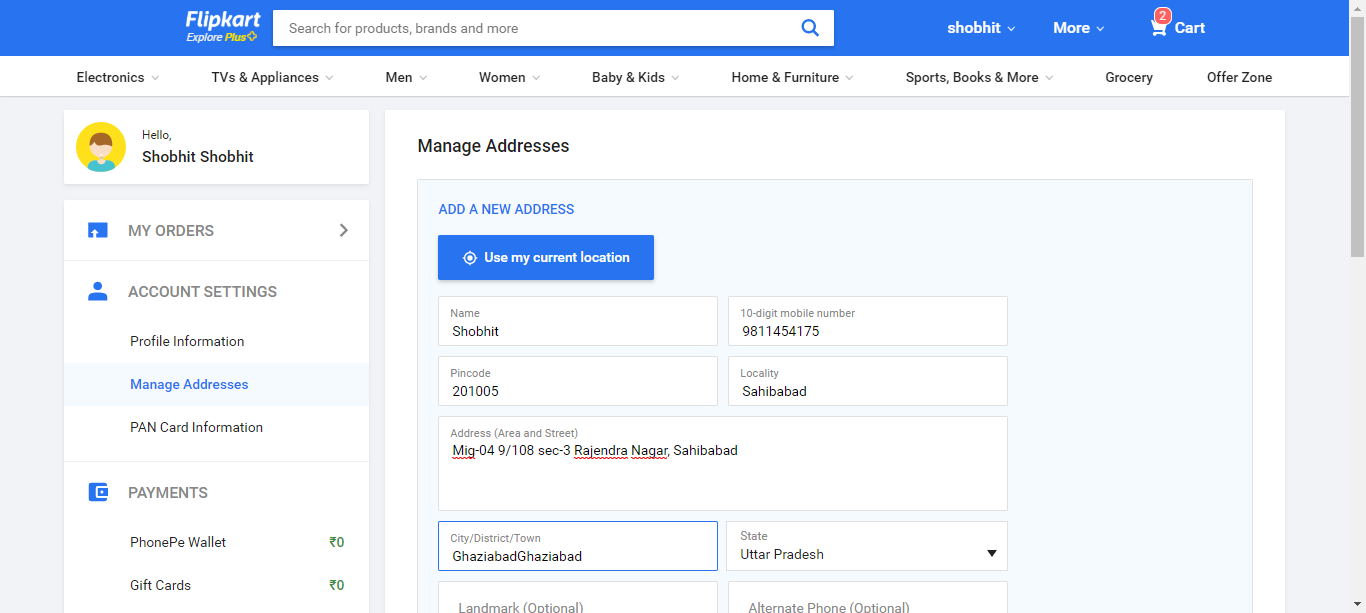 Flipkart
Explore Plus
Search for products, brands and more
shobhit
More
2
Cart
Electronics
TVs & Appliances
Men
Women
Baby & Kids
Home & Furniture
Sports, Books & More
Grocery
Offer Zone
Hello,
Shobhit Shobhit
MY ORDERS
ACCOUNT SETTINGS
Profile Information
Manage Addresses
PAN Card Information
PAYMENTS
PhonePe Wallet ₹0
Gift Cards ₹0
Manage Addresses
ADD A NEW ADDRESS
Use my current location
Name
Shobhit
10-digit mobile number
9811454175
Pincode
201005
Locality
Sahibabad
Address (Area and Street)
Mig-04 9/108 sec-3 Rajendra Nagar, Sahibabad
City/District/Town
GhaziabadGhaziabad
State
Uttar Pradesh
Landmark (Optional)
Alternate Phone (Optional)